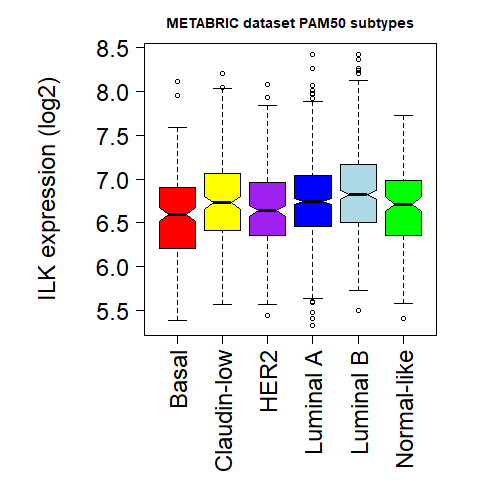 METABRIC dataset PAM50 subtypes
ILK expression (log2)
8.5
8.0
7.5
7.0
6.5
6.0
5.5
Basal
Claudin-low
HER2
Luminal A
Luminal B
Normal-like